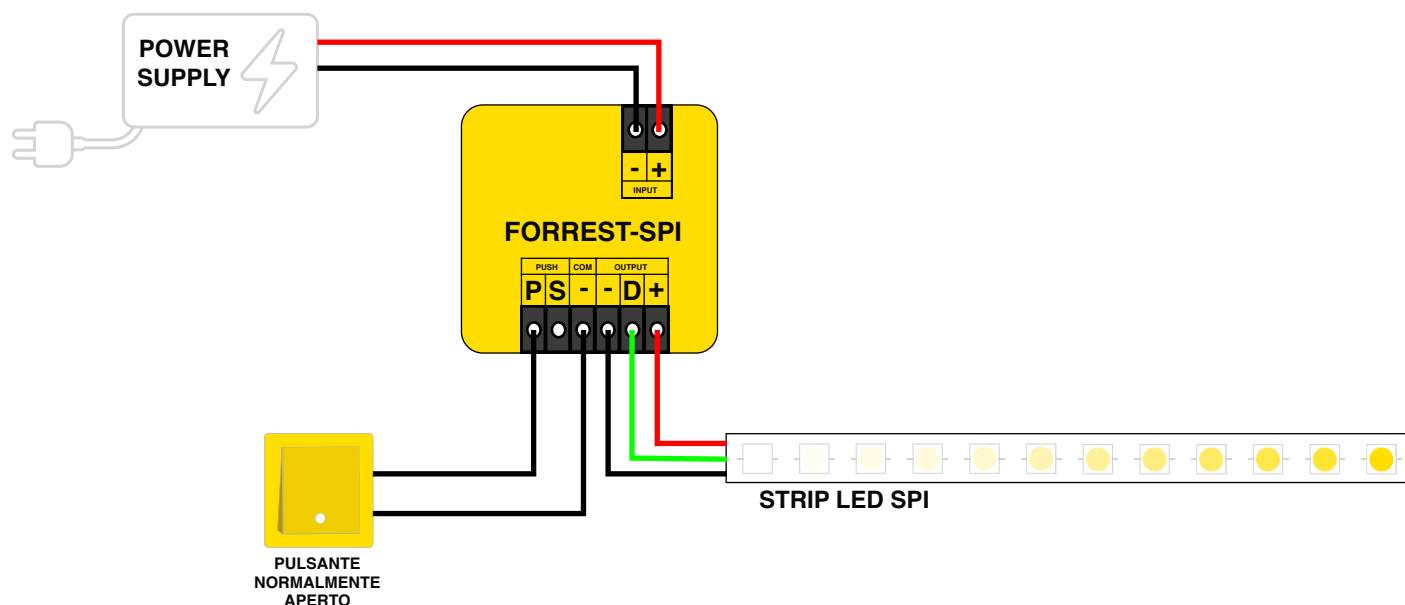 POWER
SUPPLY
- +
INPUT
FORREST-SPI
PUSH COM OUTPUT
P S - - D +
STRIP LED SPI
PULSANTE
NORMALMENTE
APERTO